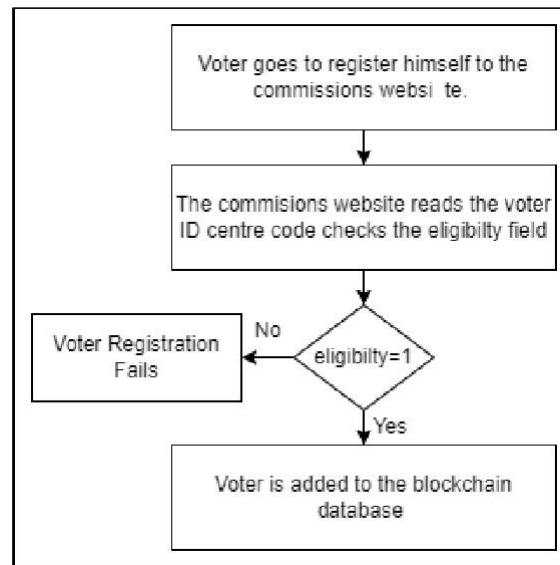 Voter goes to register himself to the
commissions websi te.
The commisions website reads the voter
ID centre code checks the eligibilty field
No
Voter Registration
Fails
eligibilty=1
Yes
Voter is added to the blockchain
database